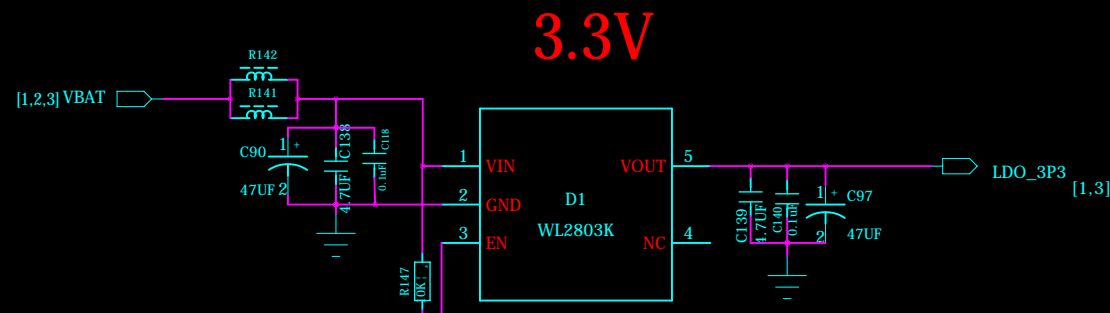 3.3V
R142
[1,2,3] VBAT
R141
C90
1
+
47UF
2
C138
4.7UF
C118
0.1uF
1
VIN
2
GND
3
EN
D1
WL2803K
VOUT
5
NC
4
R147
LDO_3P3
[1,3]
C139
4.7UF
C140
0.1uF
1
+
C97
2
47UF